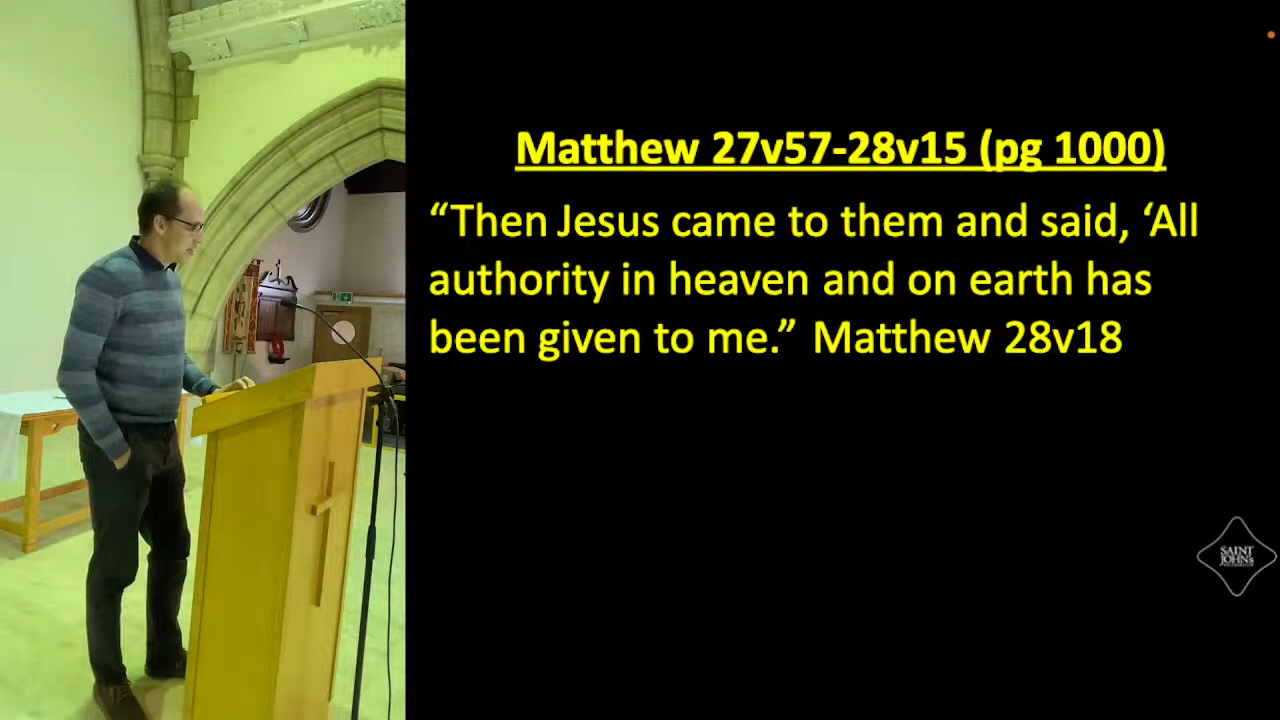 Matthew 27v57-28v15 (pg 1000)
“Then Jesus came to them and said, ‘All
authority in heaven and on earth has
been given to me.” Matthew 28v18
SAINT
JOHN's